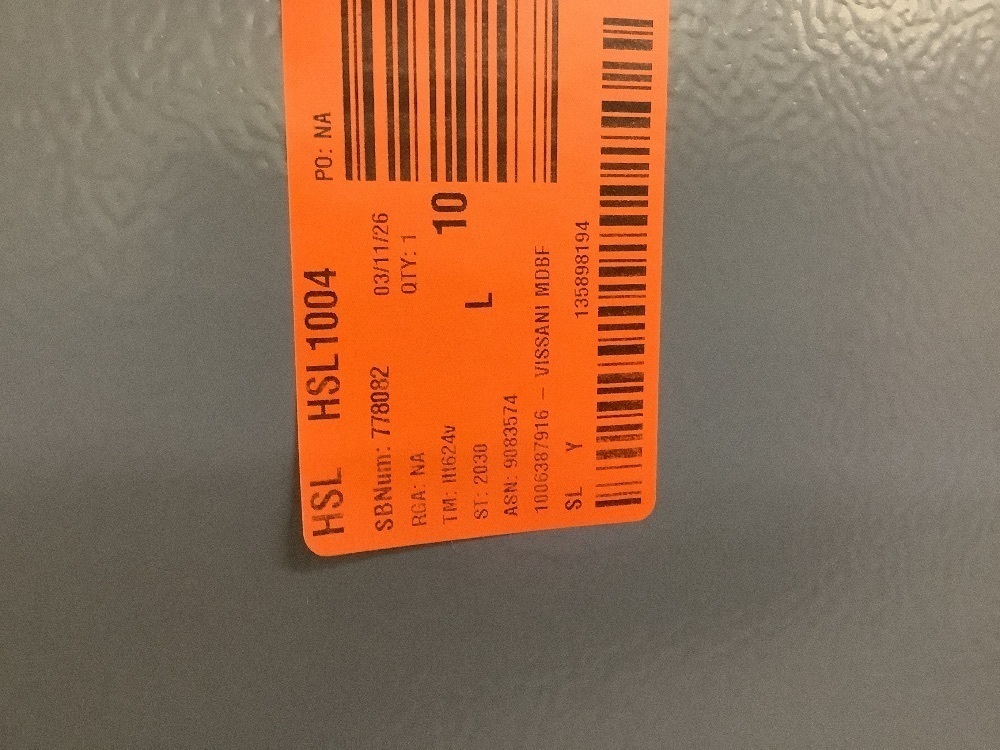 HSL HSL1004 PO: NA
SBNum: 778082 03/11/26
RGA: NA QTY: 1
TM: ltt624v 10
ST: 2030 L
ASN: 9083574
1006387916 – VISSANI MDBF
SL Y 135898194